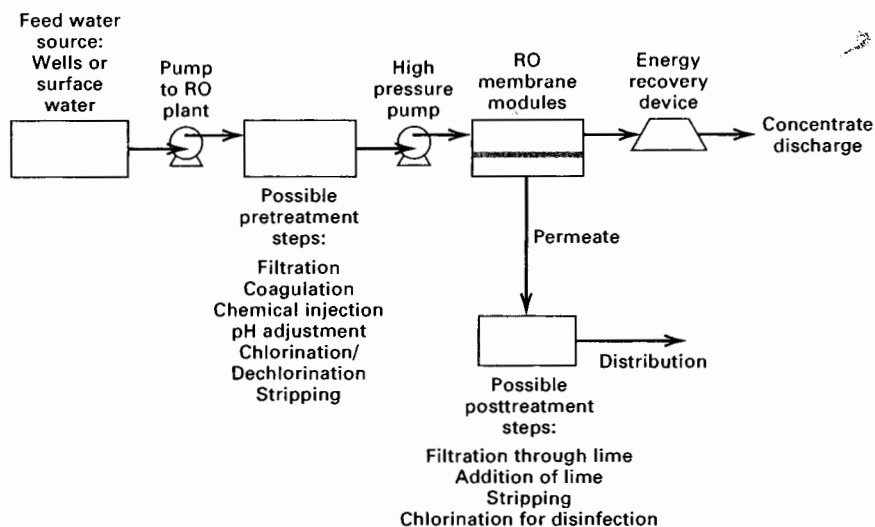 Feed water
source:
Wells or
surface
water
Pump
to RO
plant
High
pressure
pump
RO
membrane
modules
Energy
recovery
device
Concentrate
discharge
Possible
pretreatment
steps:
Filtration
Coagulation
Chemical injection
pH adjustment
Chlorination/
Dechlorination
Stripping
Permeate
Distribution
Possible
posttreatment
steps:
Filtration through lime
Addition of lime
Stripping
Chlorination for disinfection